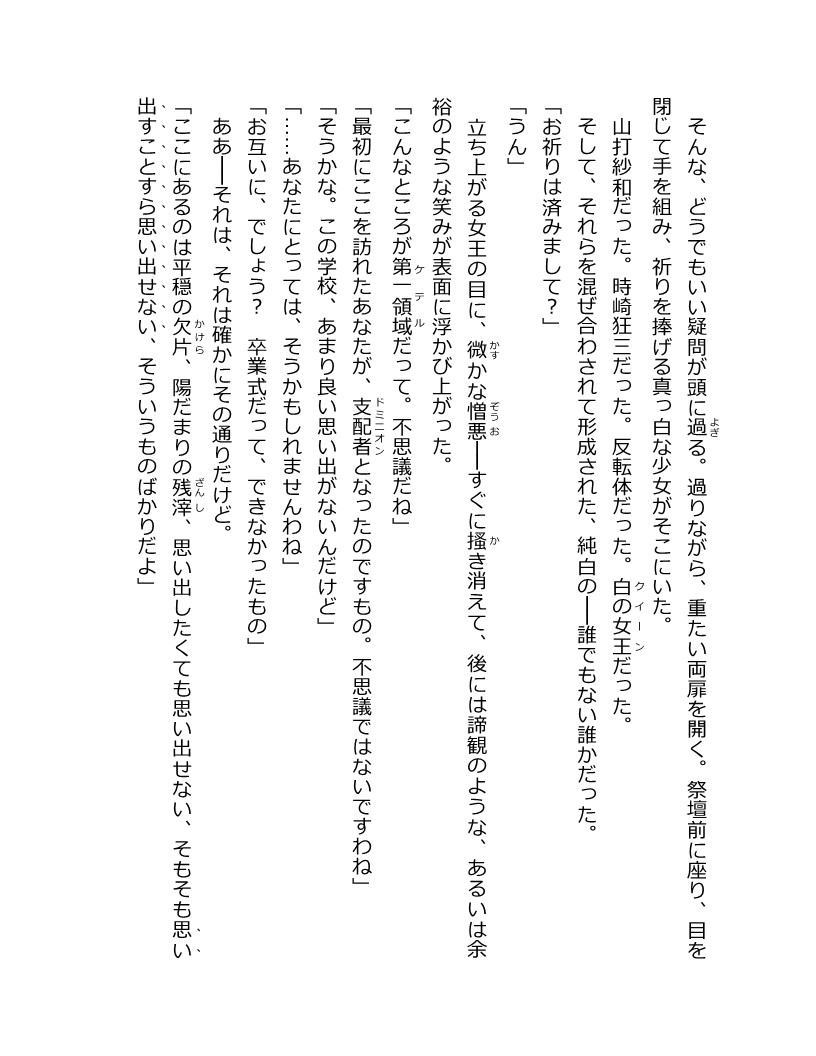 そんな、どうでもいい疑問が頭に過る。過りながら、重たい両扉を開く。祭壇前に座り、目を
閉じて手を組み、祈りを捧げる真っ白な少女がそこにいた。
　山打紗和だった。時崎狂三だった。反転体だった。白の女王だった。
　そして、それらを混ぜ合わされて形成された、純白の――誰でもない誰かだった。
「お祈りは済みまして？」
「うん」
　立ち上がる女王の目に、微かな憎悪――すぐに掻き消えて、後には諦観のような、あるいは余
裕のような笑みが表面に浮かび上がった。
「こんなところが第一領域だって。不思議だね」
「最初にここを訪れたあなたが、支配者となったのですもの。不思議ではないですわね」
「そうかな。この学校、あまり良い思い出がないんだけど」
「……あなたにとっては、そうかもしれませんわね」
「お互いに、でしょう？　卒業式だって、できなかったもの」
　ああ――それは、それは確かにその通りだけど。
「ここにあるのは平穏の欠片、陽だまりの残滓、思い出したくても思い出せない、そもそも思い
出すことすら思い出せない、そういうものばかりだよ」